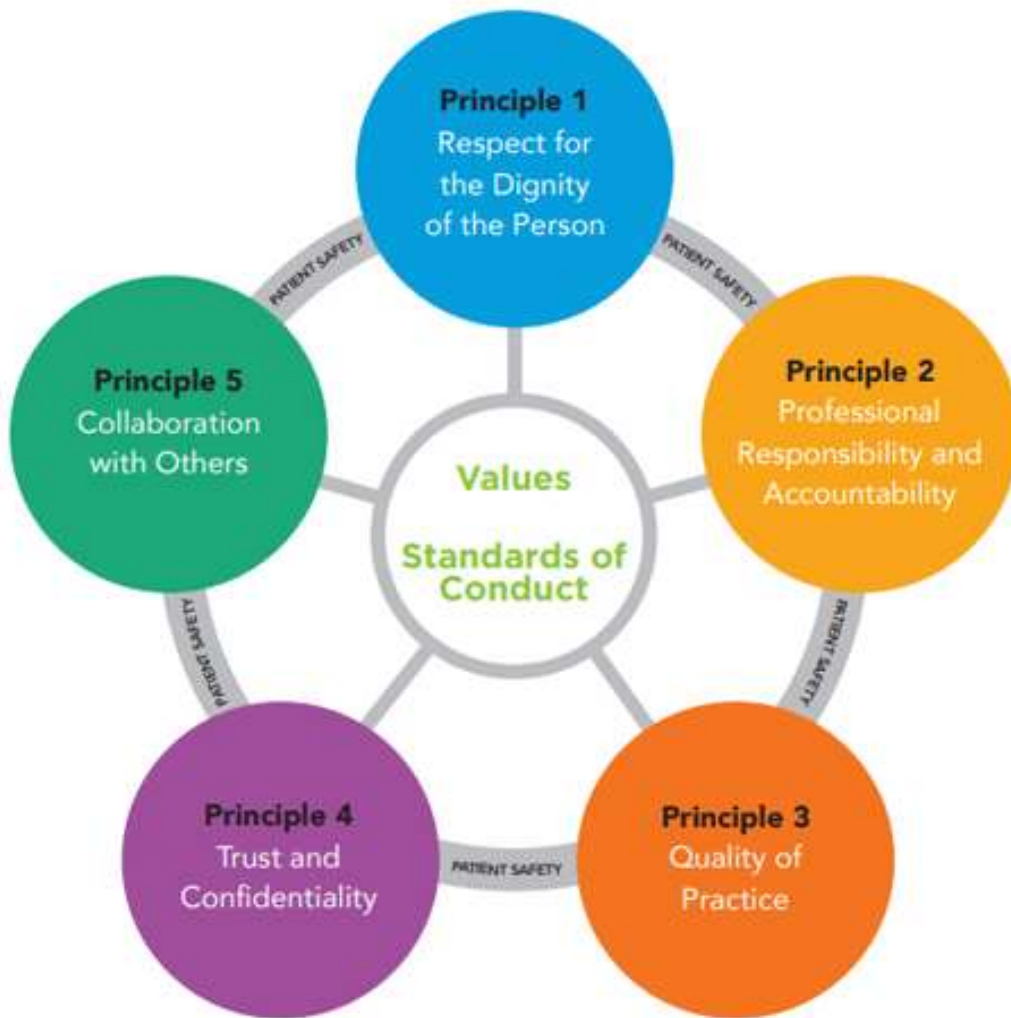 Principle 1
Respect for
the Dignity
of the Person
PATIENT SAFETY
PATIENT SAFETY
Principle 5
Collaboration
with Others
Principle 2
Professional
Responsibility and
Accountability
Values
Standards of
Conduct
PATIENT SAFETY
PATIENT SAFETY
Principle 4
Trust and
Confidentiality
PATIENT SAFETY
Principle 3
Quality of
Practice